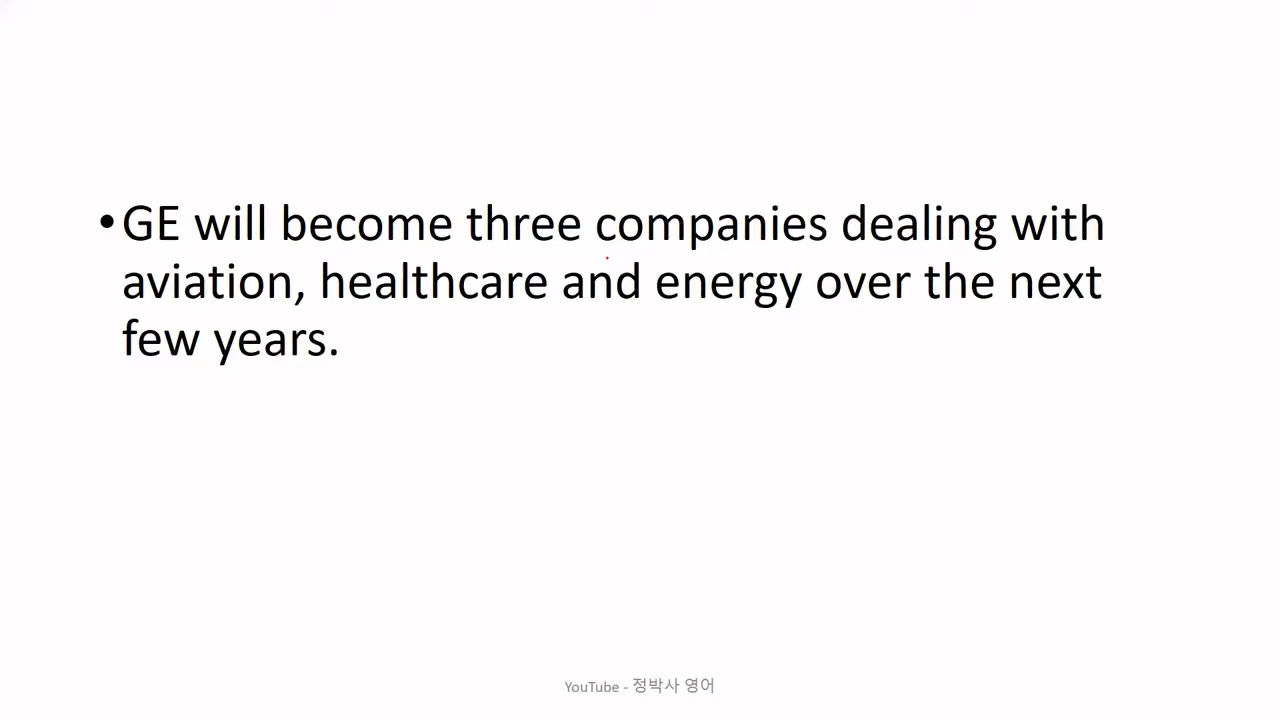 •GE will become three companies dealing with
aviation, healthcare and energy over the next
few years.
YouTube - 정박사 영어